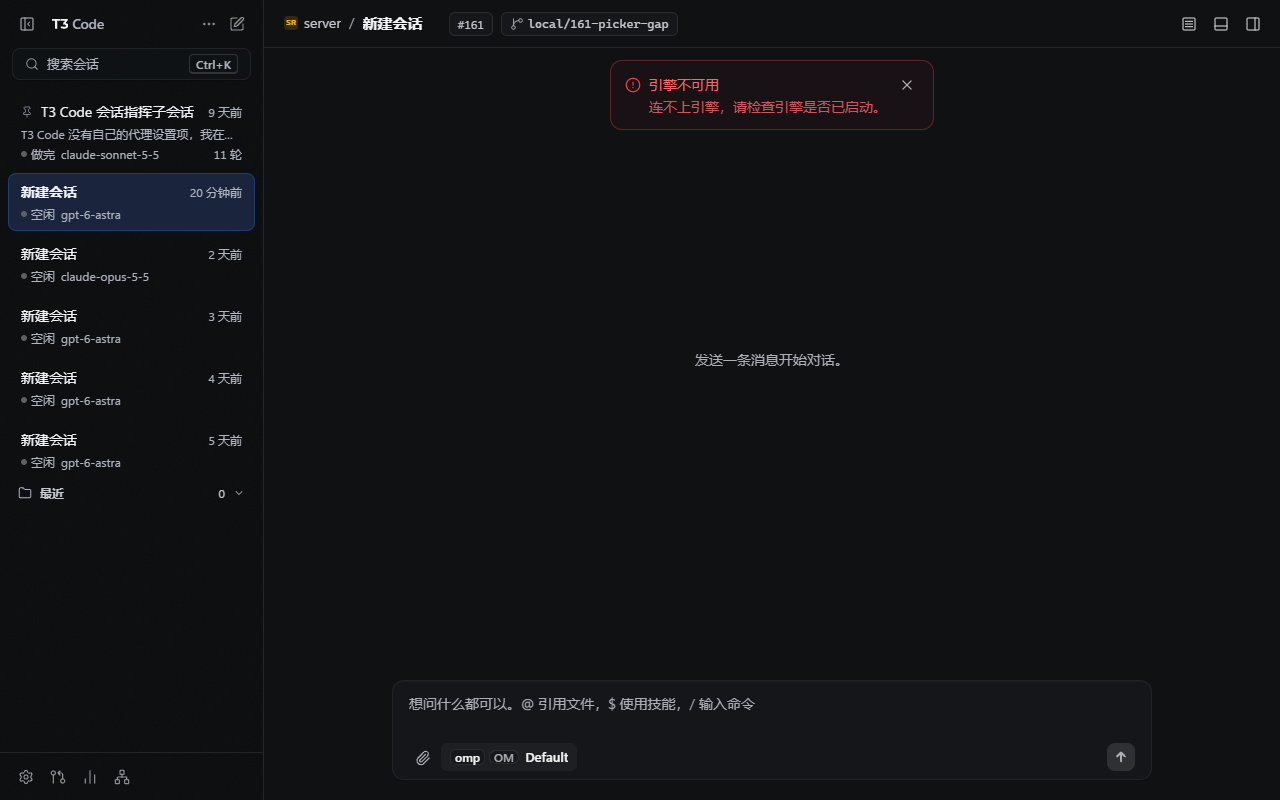 T3 Code
搜索会话 Ctrl+K
T3 Code 会话指挥子会话 9 天前
T3 Code 没有自己的代理设置项，我在...
做完 claude-sonnet-5-5 11 轮
新建会话 20 分钟前
空闲 gpt-6-astra
新建会话 2 天前
空闲 claude-opus-5-5
新建会话 3 天前
空闲 gpt-6-astra
新建会话 4 天前
空闲 gpt-6-astra
新建会话 5 天前
空闲 gpt-6-astra
最近 0
SR server / 新建会话 #161 local/161-picker-gap
引擎不可用
连不上引擎，请检查引擎是否已启动。
发送一条消息开始对话。
想问什么都可以。@ 引用文件，$ 使用技能，/ 输入命令
omp OM Default